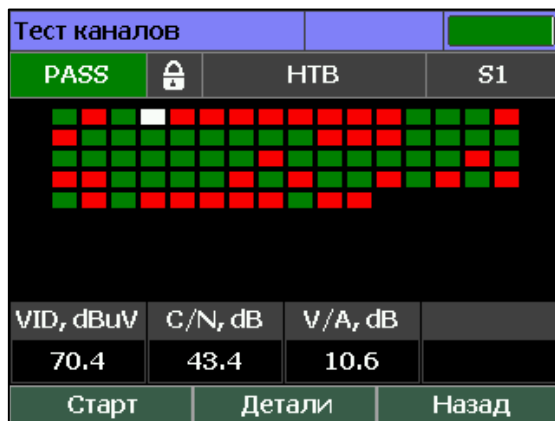 Тест каналов
PASS НТВ S1
VID, dBuV C/N, dB V/A, dB
70.4 43.4 10.6
Старт Детали Назад